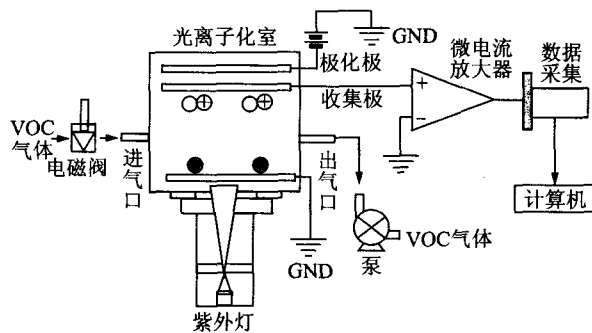 光离子化室
GND
微电流
放大器
数据
采集
极化极
收集极
+
−
VOC
气体
电磁阀
进气口
出气口
计算机
GND
泵
VOC气体
紫外灯